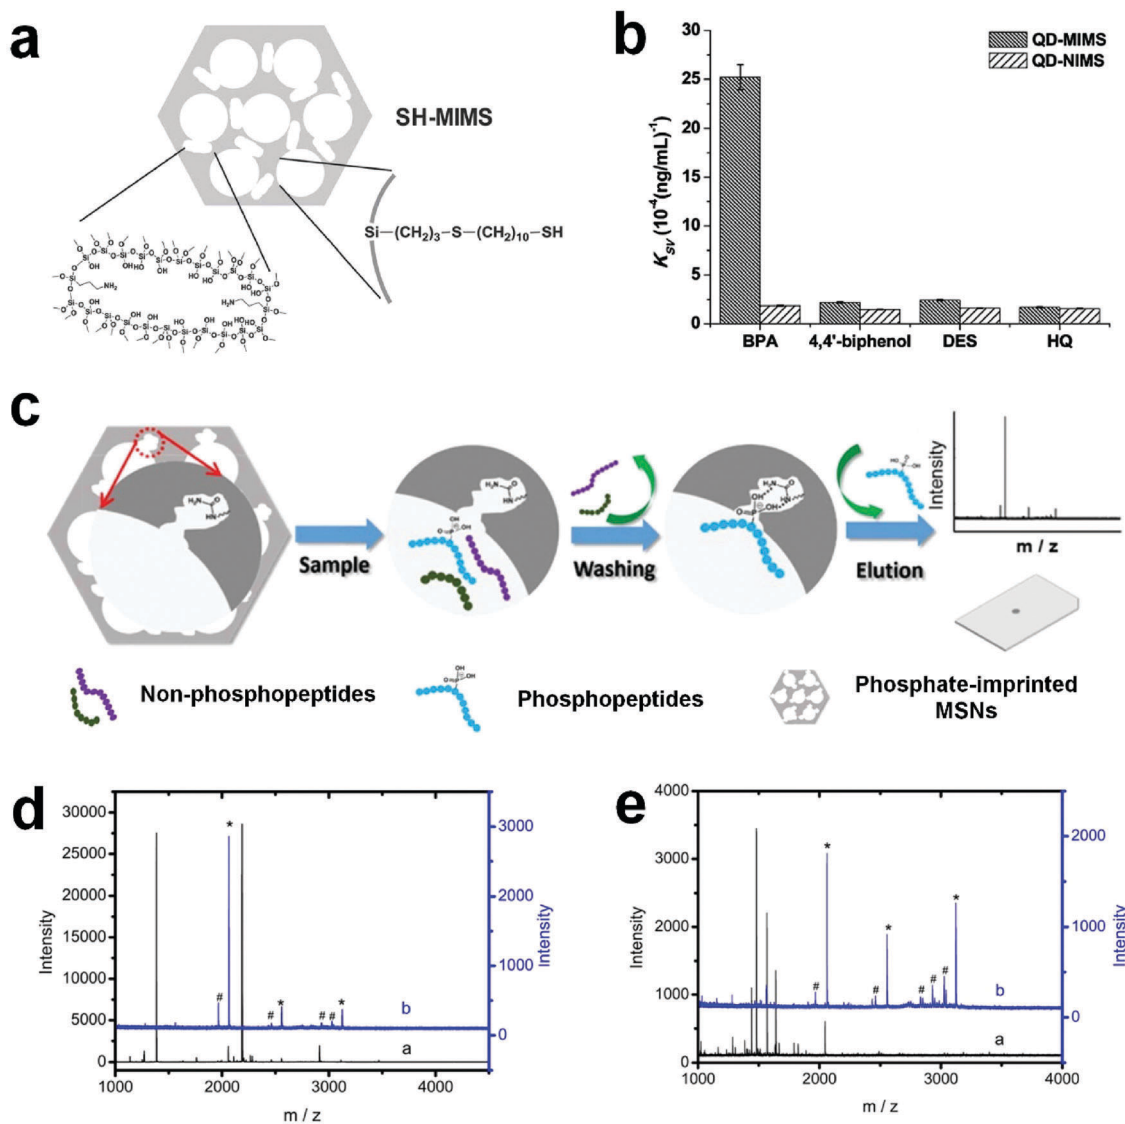 a
SH-MIMS
Si—(CH₂)₃—S—(CH₂)₁₀—SH
NH₂
H₂N
b
QD-MIMS
QD-NIMS
K_SV (10⁻⁴(ng/mL)⁻¹)
30
25
20
15
10
5
0
BPA 4,4'-biphenol DES HQ
c
Sample
Washing
Elution
Intensity
m / z
Non-phosphopeptides
Phosphopeptides
Phosphate-imprinted
MSNs
d
Intensity
30000
25000
20000
15000
10000
5000
0
3000
2000
1000
0
Intensity
* # # * # # *
b
a
1000 2000 3000 4000
m / z
e
Intensity
4000
3000
2000
1000
0
2000
1000
0
Intensity
# * # * # # # *
b
a
1000 2000 3000 4000
m / z